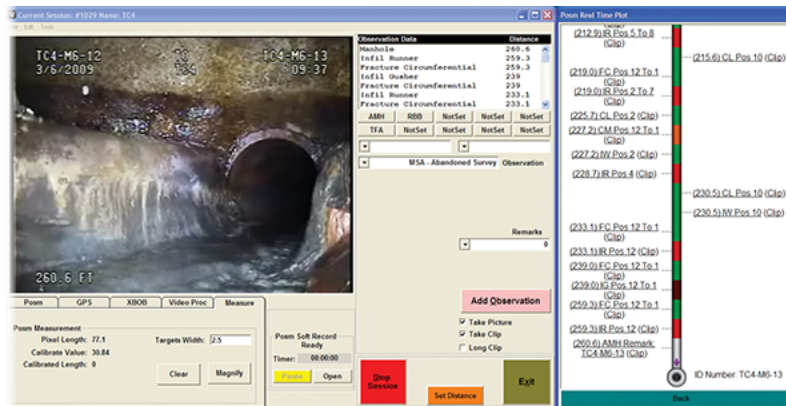 Current Session: #1029 Name: TC4
Edit Tools
TC4-M6-12 TC TC4-M6-13
3/6/2009 TC4 09:37
260.6 FT
Observation Data Distance
Manhole 260.6
Infil Runner 259.3
Fracture Circumferential 259.3
Infil Gusher 239
Fracture Circumferential 239
Infil Runner 233.1
Fracture Circumferential 233.1
AMH RBB NotSet NotSet NotSet
TFA NotSet NotSet NotSet NotSet
MSA - Abandoned Survey Observation
Remarks
0
Add Observation
Take Picture
Take Clip
Long Clip
Posm GPS XBOB Video Proc Measure
Posm Measurement
Pixel Length: 77.1 Targets Width: 2.5
Calibrate Value: 30.84
Calibrated Length: 0
Clear Magnify
Posm Soft Record
Ready
Timer: 00:00:00
Pause Open
Stop
Session
Set Distance
Exit
Posm Real Time Plot
(212.9) IR Pos 5 To 8
(Clip)
(215.6) CL Pos 10 (Clip)
(219.0) FC Pos 12 To 1
(Clip)
(219.0) IR Pos 2 To 7
(Clip)
(225.7) CL Pos 2 (Clip)
(227.2) CM Pos 12 To 1
(Clip)
(227.2) IW Pos 2 (Clip)
(228.7) IR Pos 4 (Clip)
(230.5) CL Pos 10 (Clip)
(230.5) IW Pos 10 (Clip)
(233.1) FC Pos 12 To 1
(Clip)
(233.1) IR Pos 12 (Clip)
(239.0) FC Pos 12 To 1
(Clip)
(239.0) IG Pos 12 To 1
(Clip)
(259.3) FC Pos 12 To 1
(Clip)
(259.3) IR Pos 12 (Clip)
(260.6) AMH Remark:
TC4-M6-13 (Clip)
ID Number: TC4-M6-13
Back